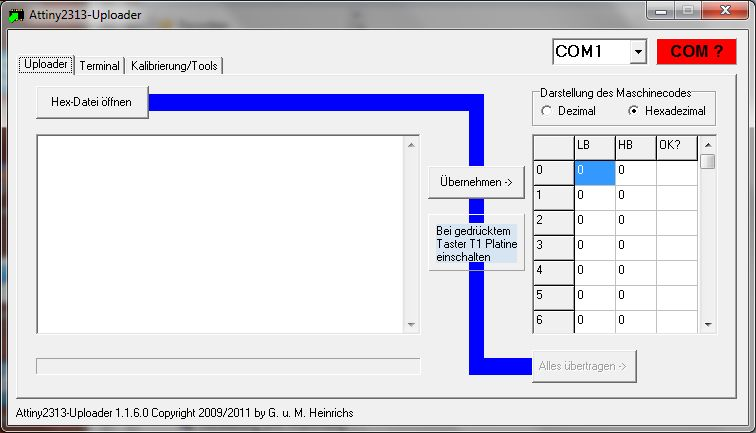 Attiny2313-Uploader
COM1
COM ?
Uploader
Terminal
Kalibrierung/Tools
Hex-Datei öffnen
Darstellung des Maschinecodes
Dezimal
Hexadezimal
LB HB OK?
0 0 0
1 0 0
2 0 0
3 0 0
4 0 0
5 0 0
6 0 0
Übernehmen ->
Bei gedrücktem
Taster T1 Platine
einschalten
Alles übertragen ->
Attiny2313-Uploader 1.1.6.0 Copyright 2009/2011 by G. u. M. Heinrichs